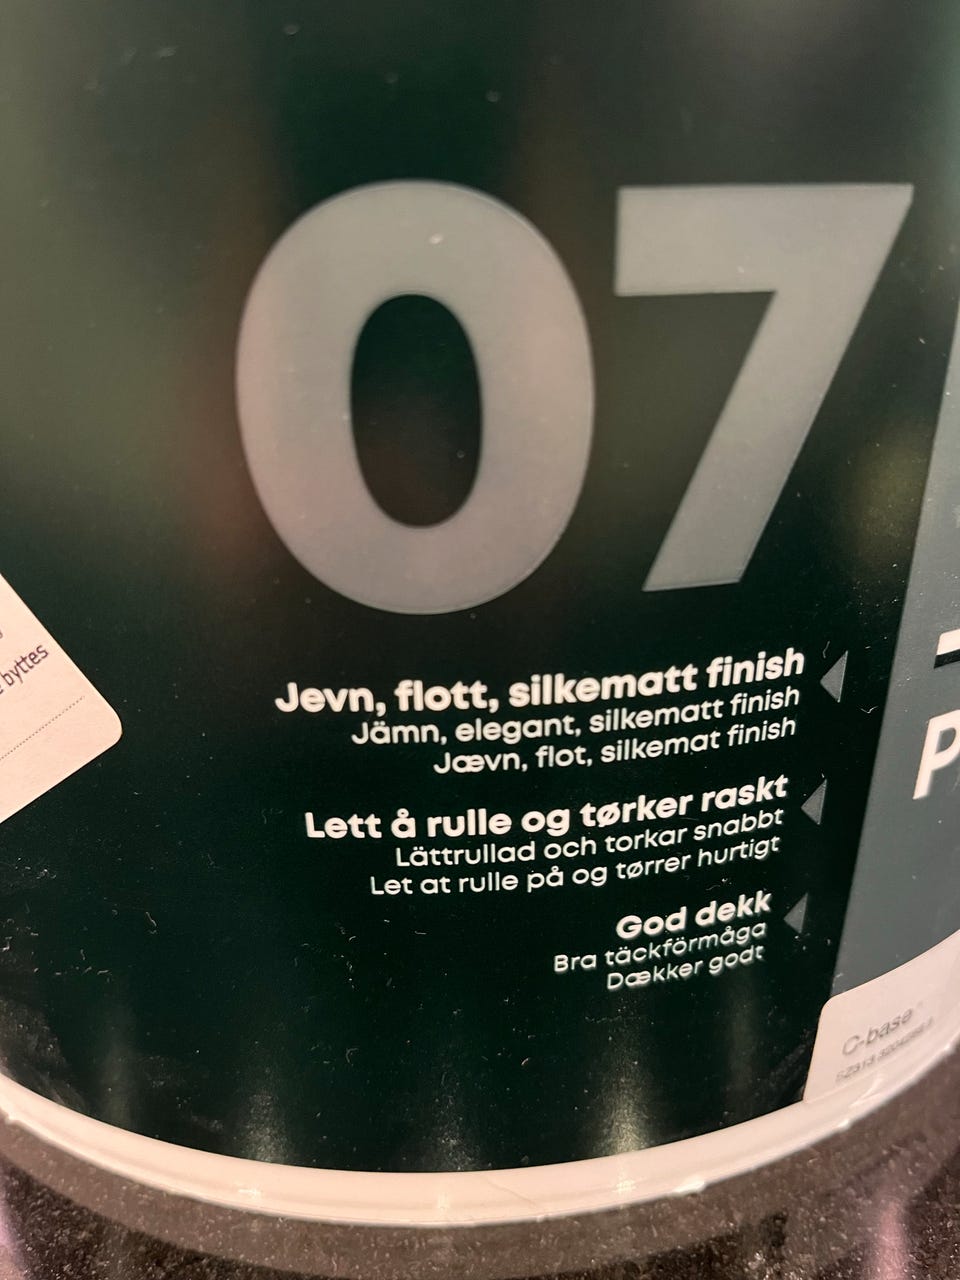 07
byttes
Jevn, flott, silkematt finish
Jämn, elegant, silkematt finish
Jævn, flot, silkemat finish
Lett å rulle og tørker raskt
Lättrullad och torkar snabbt
Let at rulle på og tørrer hurtigt
God dekk
Bra täckförmåga
Dækker godt
P
C-base